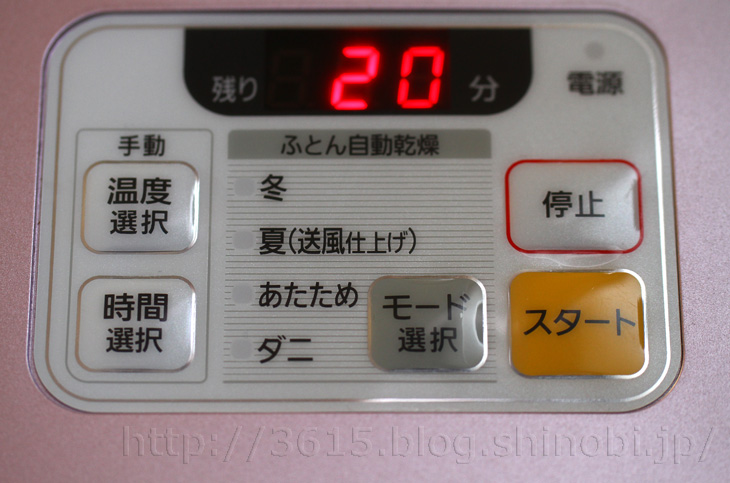 残り 20 分
電源
手動
温度
選択
時間
選択
ふとん自動乾燥
冬
夏(送風仕上げ)
あたため
ダニ
モード
選択
停止
スタート
http://3615.blog.shinobi.jp/